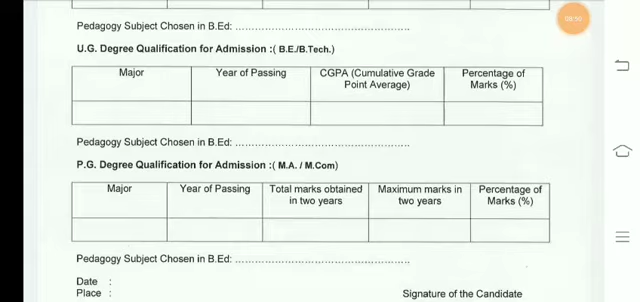 08:50
Pedagogy Subject Chosen in B.Ed: ............................................................
U.G. Degree Qualification for Admission :( B.E./B.Tech.)
Major Year of Passing CGPA (Cumulative Grade Percentage of
Point Average) Marks (%)
Pedagogy Subject Chosen in B.Ed: ............................................................
P.G. Degree Qualification for Admission :( M.A. / M.Com)
Major Year of Passing Total marks obtained Maximum marks in Percentage of
in two years two years Marks (%)
Pedagogy Subject Chosen in B.Ed: ............................................................
Date :
Place : Signature of the Candidate